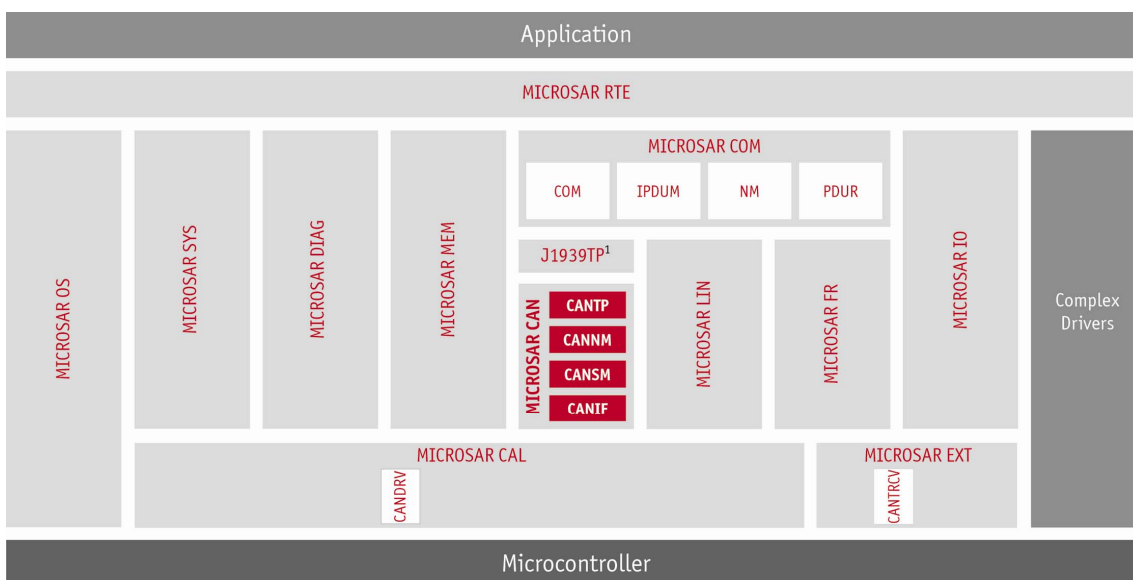 Application
MICROSAR RTE
MICROSAR OS
MICROSAR SYS
MICROSAR DIAG
MICROSAR MEM
MICROSAR COM
COM
IPDUM
NM
PDUR
J1939TP¹
MICROSAR CAN
CANTP
CANNM
CANSM
CANIF
MICROSAR LIN
MICROSAR FR
MICROSAR IO
Complex
Drivers
MICROSAR CAL
CANDRV
MICROSAR EXT
CANTRCV
Microcontroller